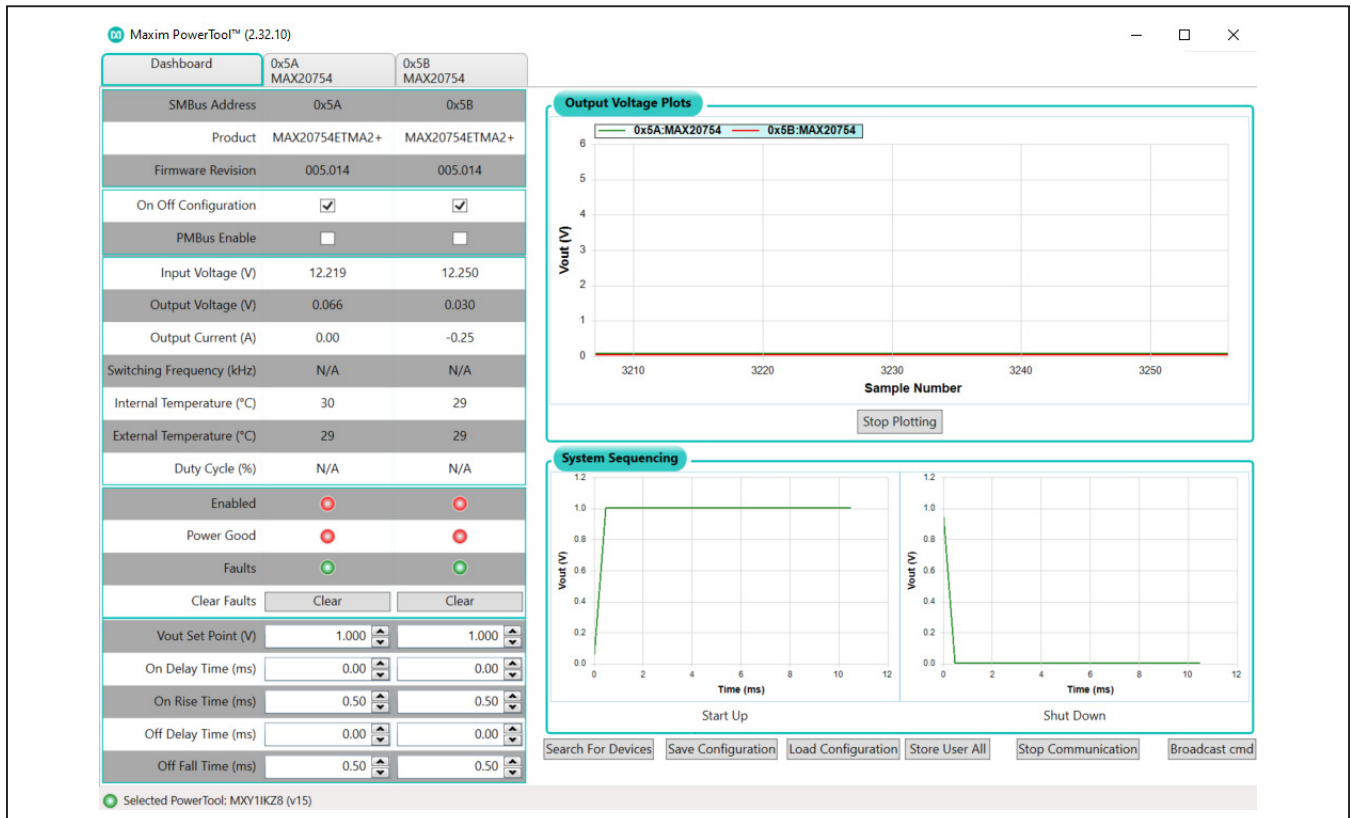 Maxim PowerTool™ (2.32.10)
Dashboard
0x5A
MAX20754
0x5B
MAX20754
SMBus Address 0x5A 0x5B
Product MAX20754ETMA2+ MAX20754ETMA2+
Firmware Revision 005.014 005.014
On Off Configuration
PMBus Enable
Input Voltage (V) 12.219 12.250
Output Voltage (V) 0.066 0.030
Output Current (A) 0.00 -0.25
Switching Frequency (kHz) N/A N/A
Internal Temperature (°C) 30 29
External Temperature (°C) 29 29
Duty Cycle (%) N/A N/A
Enabled
Power Good
Faults
Clear Faults Clear Clear
Vout Set Point (V) 1.000 1.000
On Delay Time (ms) 0.00 0.00
On Rise Time (ms) 0.50 0.50
Off Delay Time (ms) 0.00 0.00
Off Fall Time (ms) 0.50 0.50
Output Voltage Plots
0x5A:MAX20754 0x5B:MAX20754
6
5
4
3
2
1
0
Vout (V)
3210 3220 3230 3240 3250
Sample Number
Stop Plotting
System Sequencing
1.2
1.0
0.8
0.6
0.4
0.2
0.0
Vout (V)
0 2 4 6 8 10 12
Time (ms)
Start Up
1.2
1.0
0.8
0.6
0.4
0.2
0.0
Vout (V)
0 2 4 6 8 10 12
Time (ms)
Shut Down
Search For Devices Save Configuration Load Configuration Store User All Stop Communication Broadcast cmd
Selected PowerTool: MXY1IKZ8 (v15)